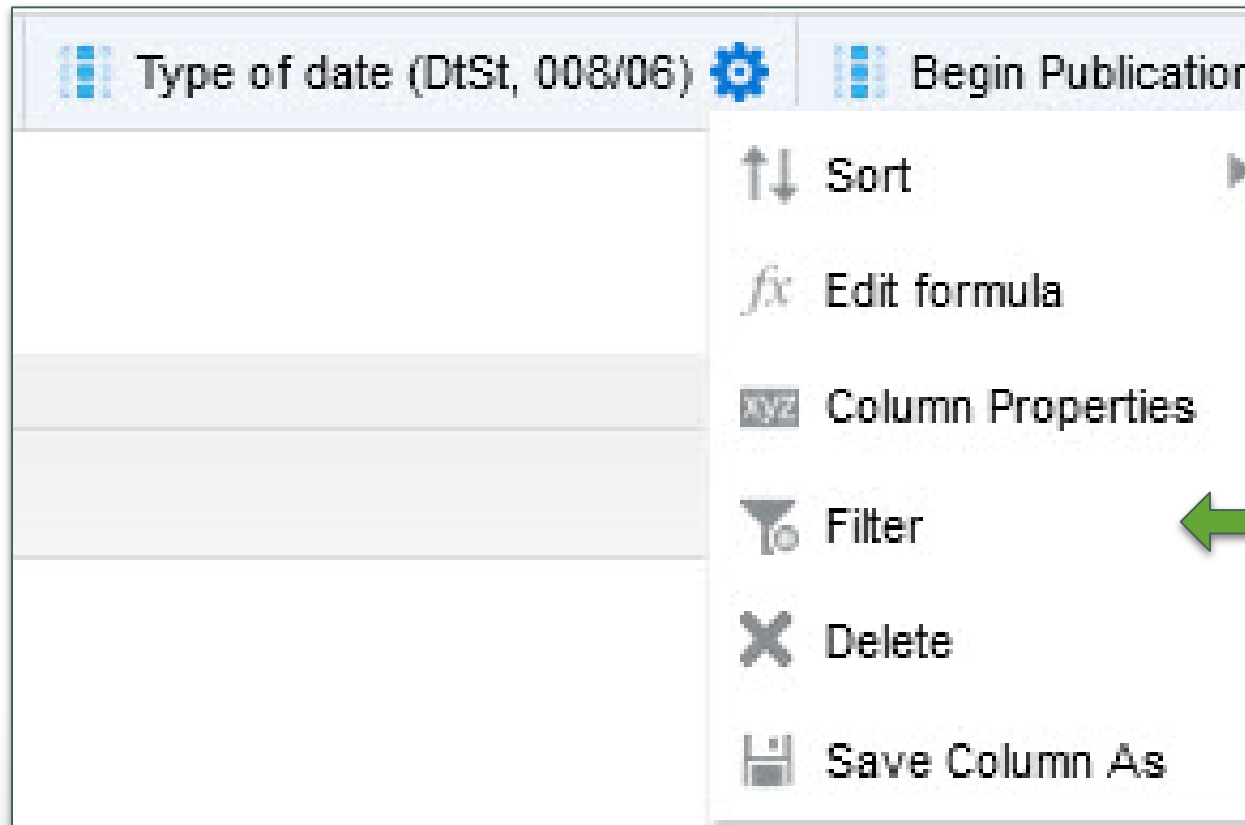 Type of date (DtSt, 008/06) Begin Publication
Sort
fx Edit formula
xyz Column Properties
Filter
Delete
Save Column As